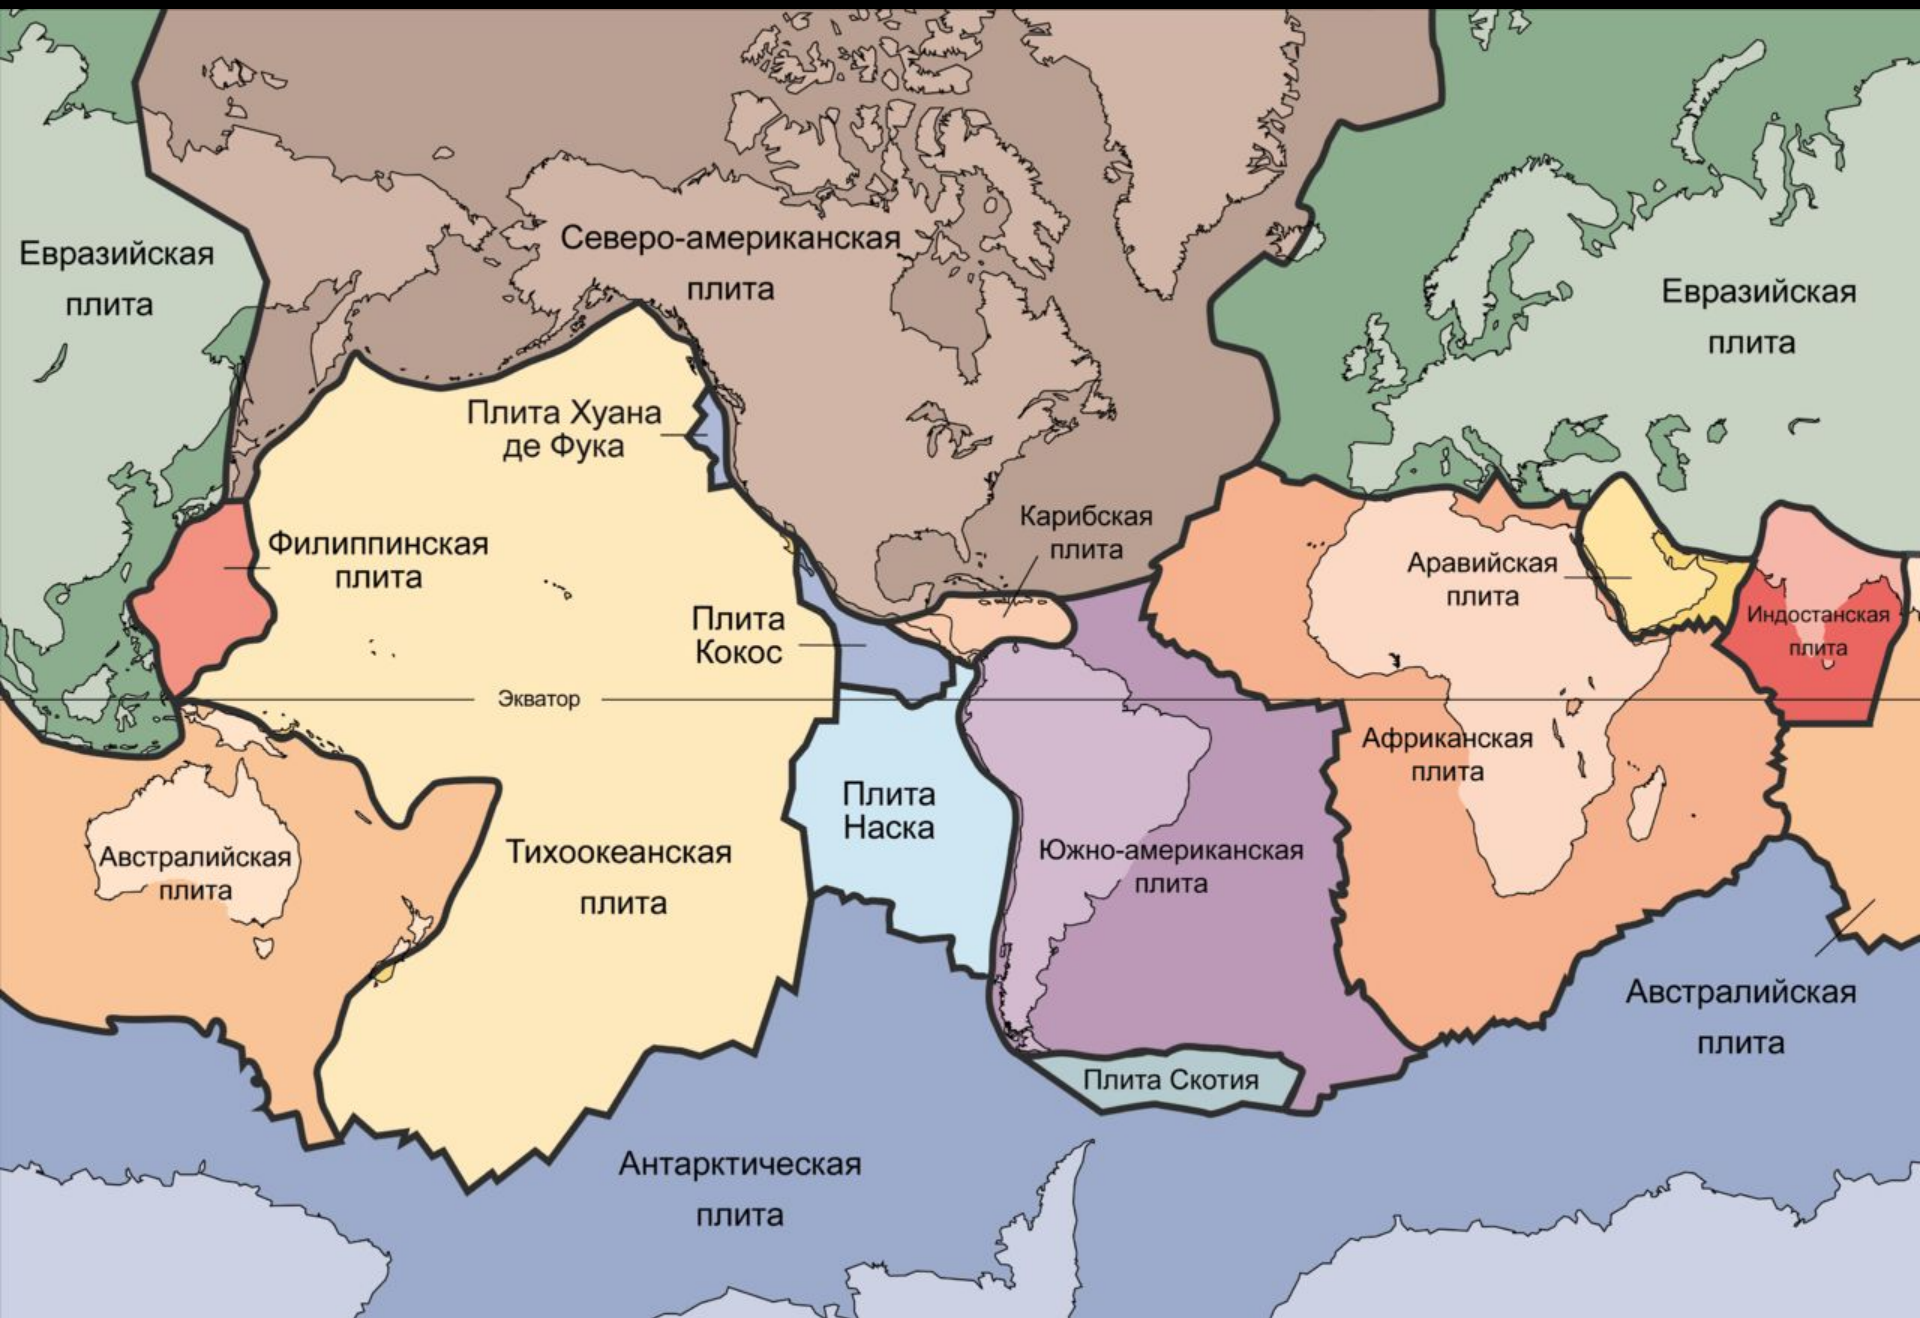 Евразийская
плита
Северо-американская
плита
Евразийская
плита
Плита Хуана
де Фука
Карибская
плита
Филиппинская
плита
Аравийская
плита
Плита
Кокос
Индостанская
плита
Экватор
Африканская
плита
Плита
Наска
Австралийская
плита
Тихоокеанская
плита
Южно-американская
плита
Австралийская
плита
Плита Скотия
Антарктическая
плита